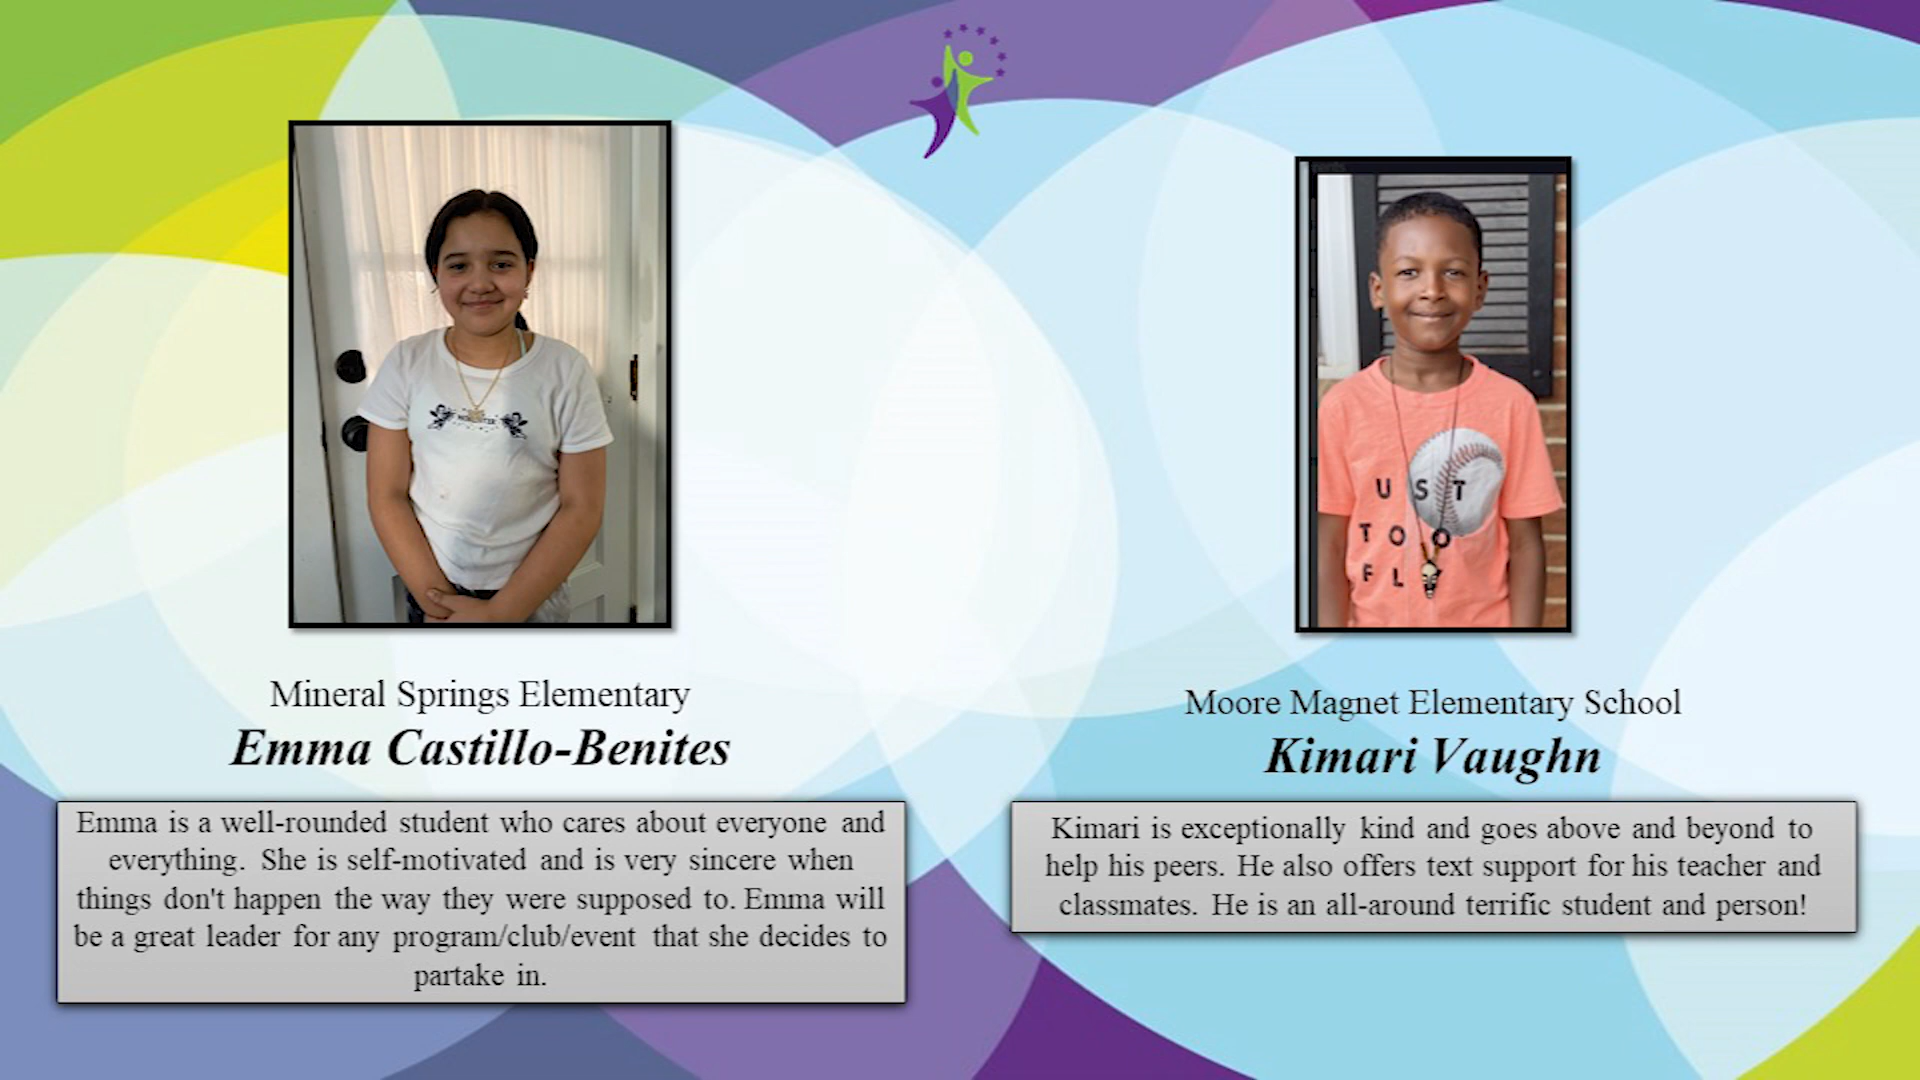 Mineral Springs Elementary
Emma Castillo-Benites
Emma is a well-rounded student who cares about everyone and
everything. She is self-motivated and is very sincere when
things don't happen the way they were supposed to. Emma will
be a great leader for any program/club/event that she decides to
partake in.
U S T
T O O
F L
Moore Magnet Elementary School
Kimari Vaughn
Kimari is exceptionally kind and goes above and beyond to
help his peers. He also offers text support for his teacher and
classmates. He is an all-around terrific student and person!